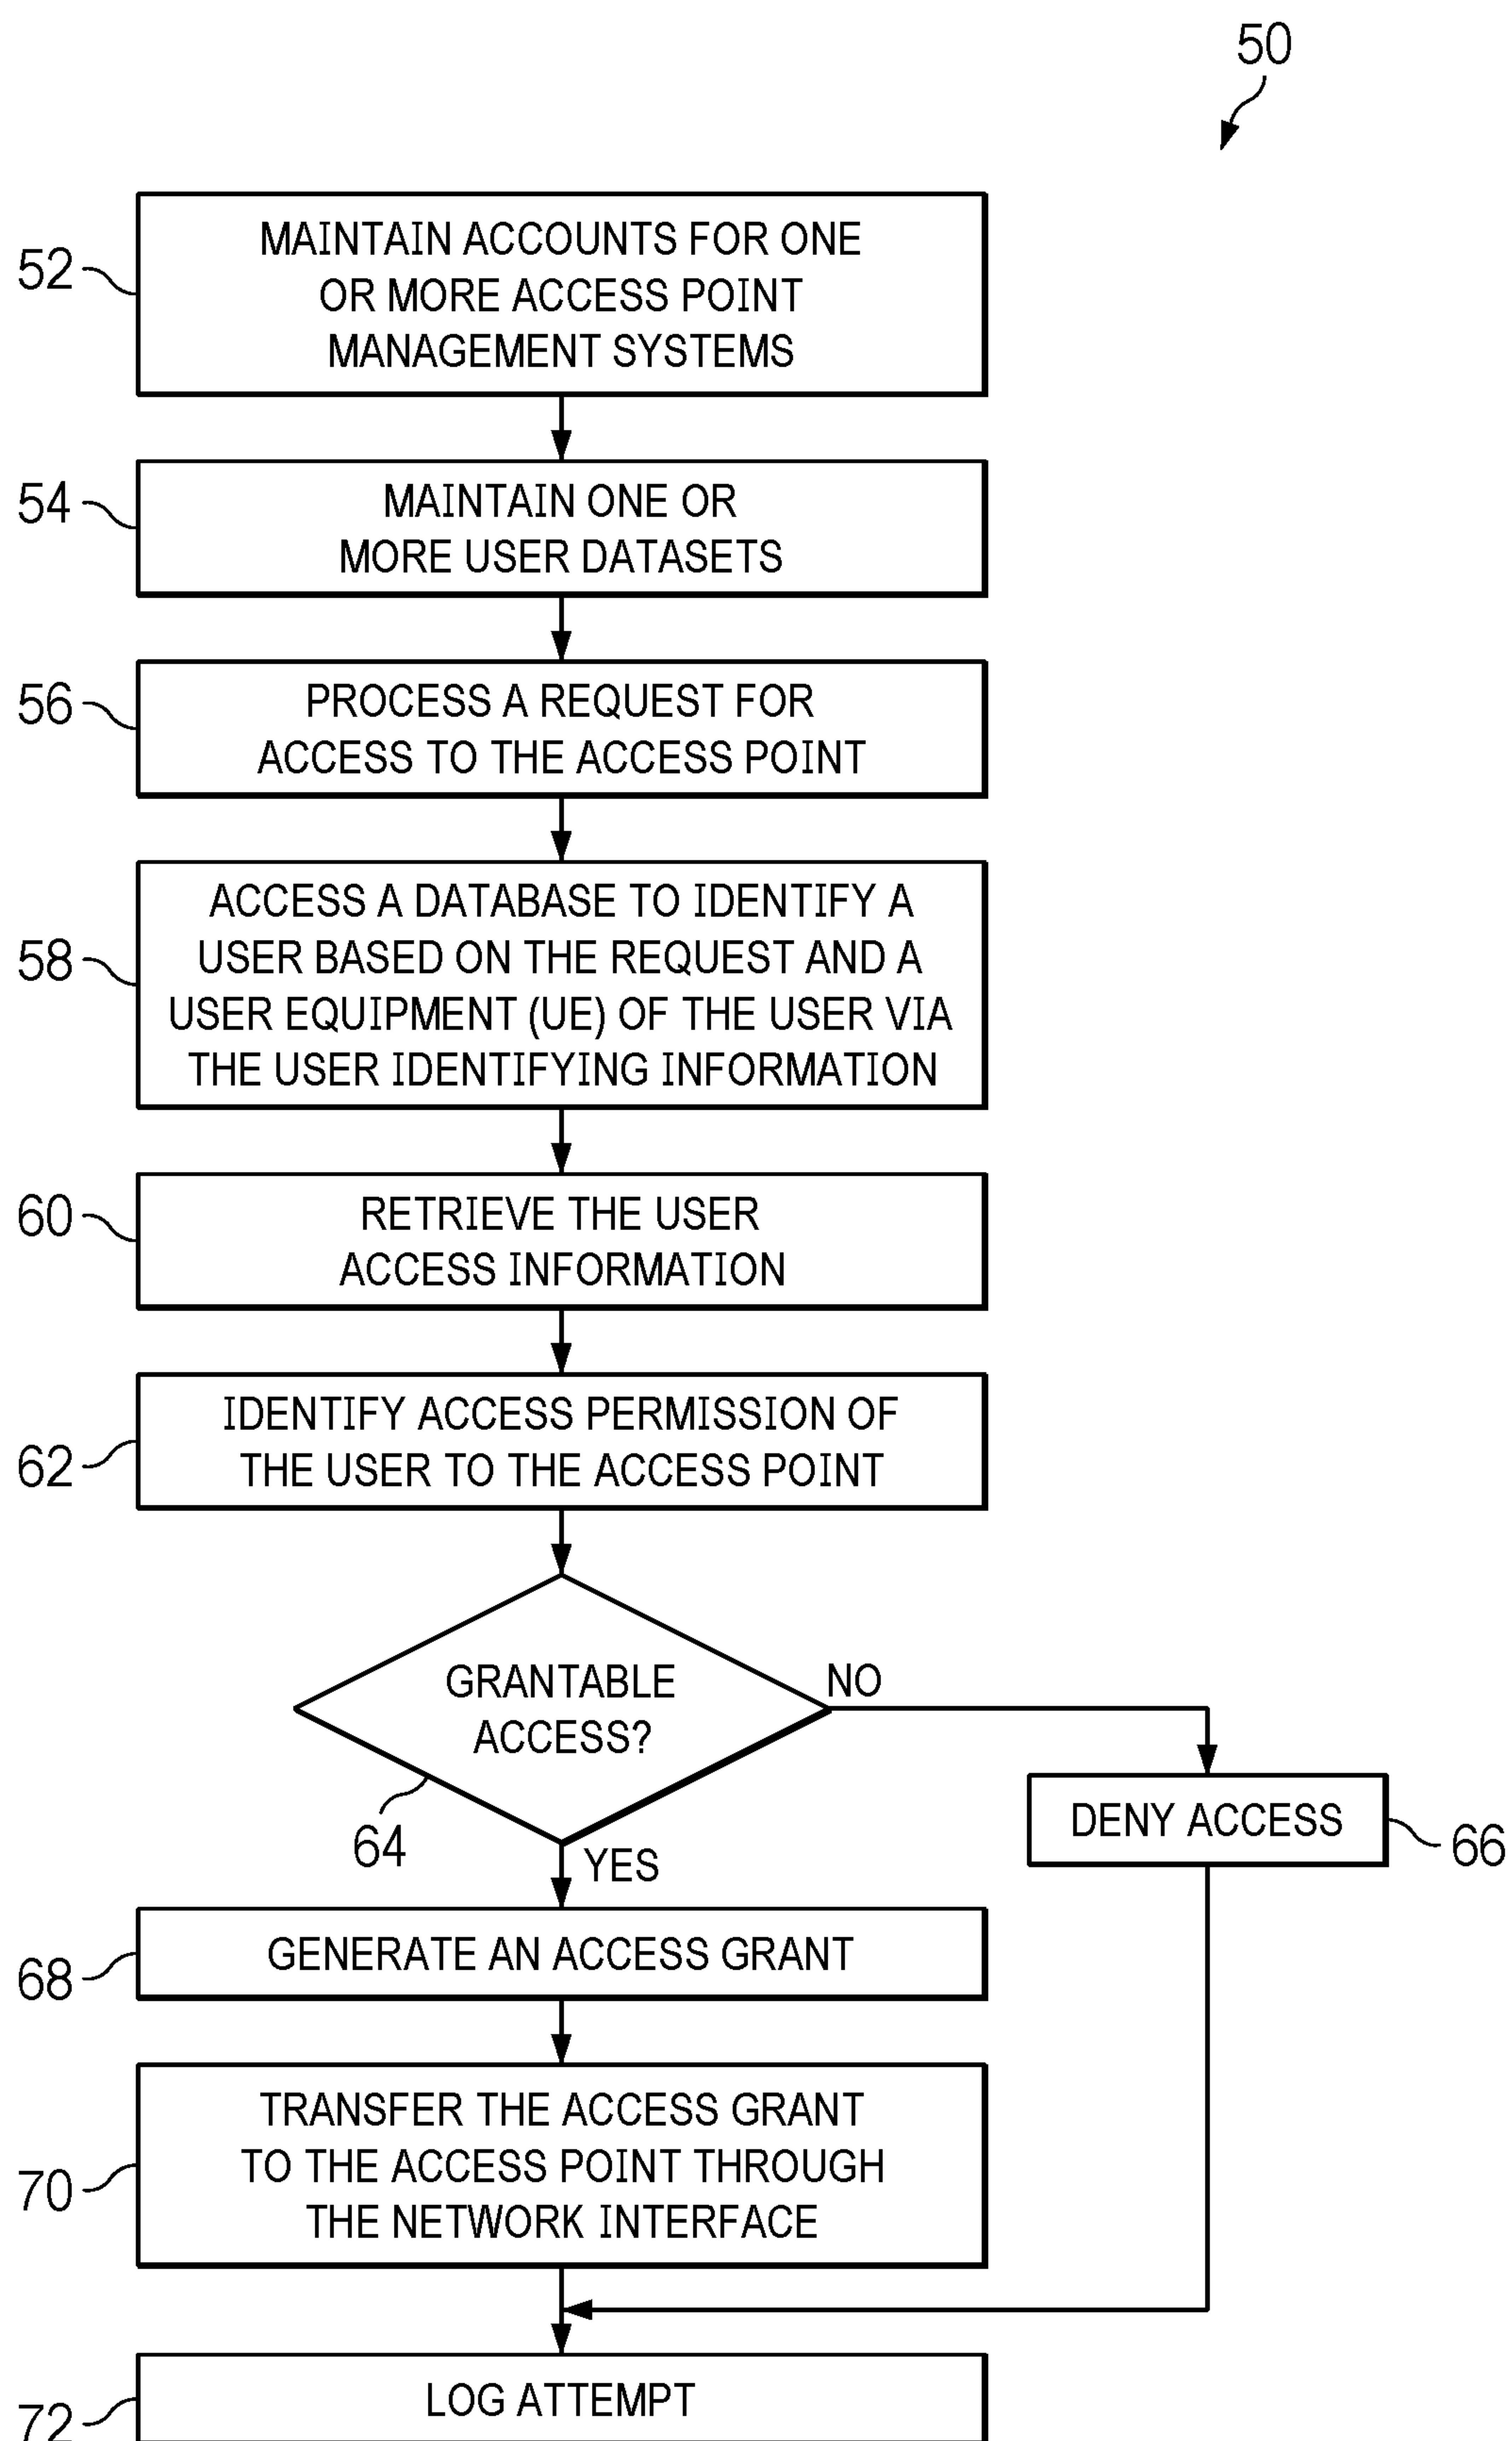 50
52
MAINTAIN ACCOUNTS FOR ONE
OR MORE ACCESS POINT
MANAGEMENT SYSTEMS
54
MAINTAIN ONE OR
MORE USER DATASETS
56
PROCESS A REQUEST FOR
ACCESS TO THE ACCESS POINT
58
ACCESS A DATABASE TO IDENTIFY A
USER BASED ON THE REQUEST AND A
USER EQUIPMENT (UE) OF THE USER VIA
THE USER IDENTIFYING INFORMATION
60
RETRIEVE THE USER
ACCESS INFORMATION
62
IDENTIFY ACCESS PERMISSION OF
THE USER TO THE ACCESS POINT
GRANTABLE
ACCESS?
NO
64
YES
DENY ACCESS
66
68
GENERATE AN ACCESS GRANT
70
TRANSFER THE ACCESS GRANT
TO THE ACCESS POINT THROUGH
THE NETWORK INTERFACE
72
LOG ATTEMPT